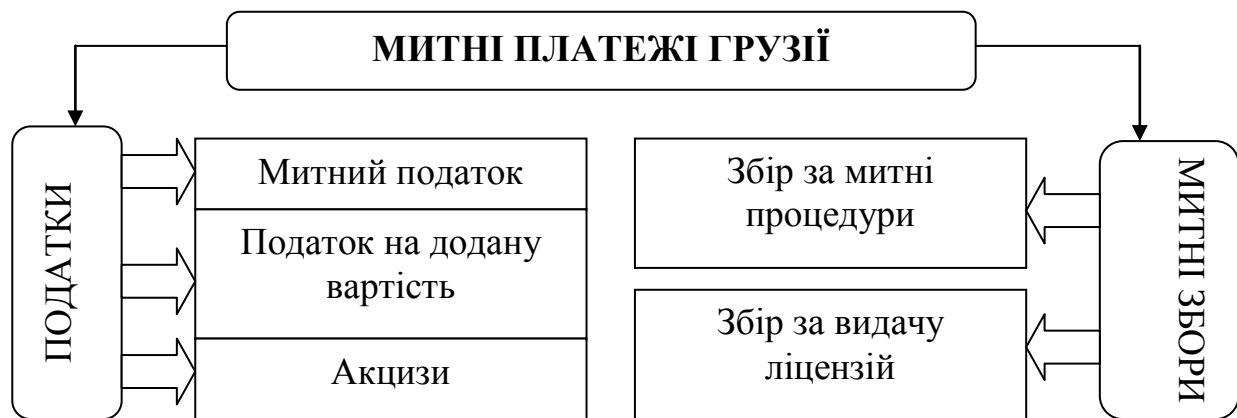 МИТНІ ПЛАТЕЖІ ГРУЗІЇ
ПОДАТКИ
Митний податок
Податок на додану
вартість
Акцизи
Збір за митні
процедури
Збір за видачу
ліцензій
МИТНІ ЗБОРИ